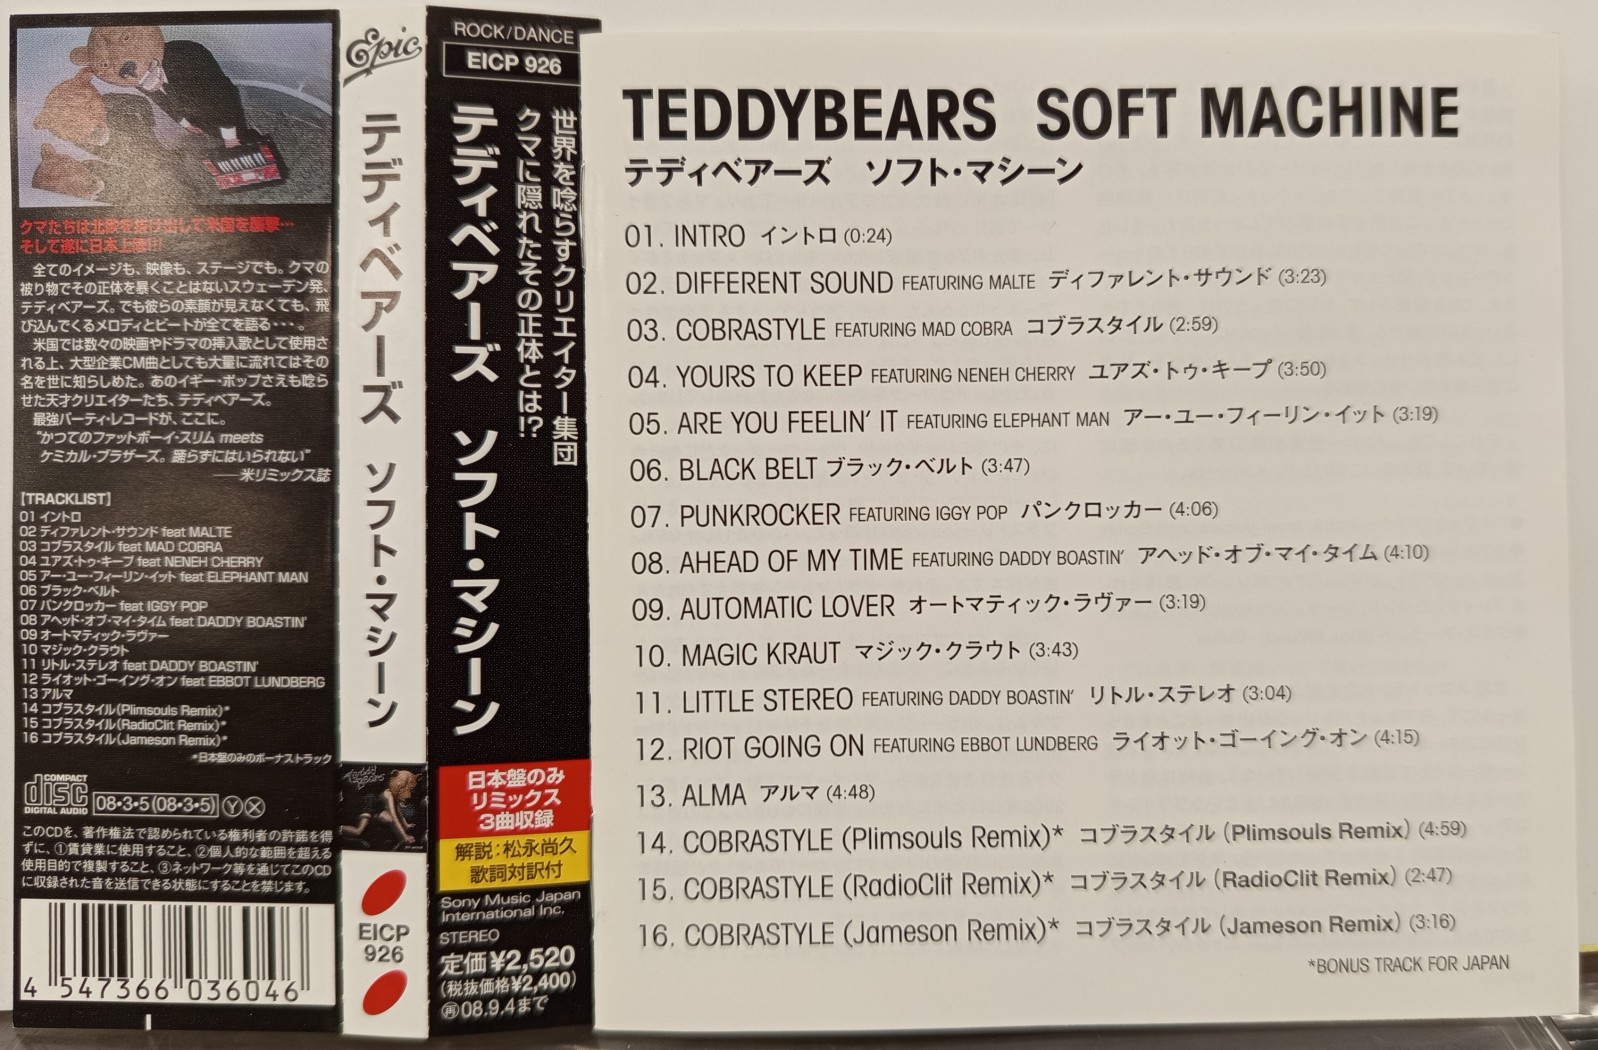 クマたちは北欧を抜け出して米国を襲撃…
そして遂に日本上陸!!!
全てのイメージも、映像も、ステージでも。クマの
被り物でその正体を暴くことはないスウェーデン発、
テディベアーズ。でも彼らの素顔が見えなくても、飛
び込んでくるメロディとビートが全てを語る・・・。
米国では数々の映画やドラマの挿入歌として使用さ
れる上、大型企業CM曲としても大量に流れてはその
名を世に知らしめた。あのイギー・ポップさえも唸ら
せた天才クリエイターたち、テディベアーズ。
最強パーティ・レコードが、ここに。
"かつてのファットボーイ・スリム meets
ケミカル・ブラザーズ。踊らずにはいられない"
——米リミックス誌
【TRACKLIST】
01 イントロ
02 ディファレント・サウンド feat MALTE
03 コブラスタイル feat MAD COBRA
04 ユアズ・トゥ・キープ feat NENEH CHERRY
05 アー・ユー・フィーリン・イット feat ELEPHANT MAN
06 ブラック・ベルト
07 パンクロッカー feat IGGY POP
08 アヘッド・オブ・マイ・タイム feat DADDY BOASTIN'
09 オートマティック・ラヴァー
10 マジック・クラウト
11 リトル・ステレオ feat DADDY BOASTIN'
12 ライオット・ゴーイング・オン feat EBBOT LUNDBERG
13 アルマ
14 コブラスタイル(Plimsouls Remix)*
15 コブラスタイル(RadioClit Remix)*
16 コブラスタイル(Jameson Remix)*
*日本盤のみのボーナストラック
COMPACT disc DIGITAL AUDIO 08・3・5(08・3・5) Ⓨ Ⓧ
このCDを、著作権法で認められている権利者の許諾を得
ずに、①賃貸業に使用すること、②個人的な範囲を超える
使用目的で複製すること、③ネットワーク等を通じてこのCD
に収録された音を送信できる状態にすることを禁じます。
4 547366 036046
Epic
テディベアーズ ソフト・マシーン
Teddybears
EICP
926
ROCK/DANCE
EICP 926
世界を唸らすクリエイター集団
クマに隠れたその正体とは!?
テディベアーズ ソフト・マシーン
日本盤のみ
リミックス
3曲収録
解説：松永尚久
歌詞対訳付
Sony Music Japan
International Inc.
STEREO
定価¥2,520
(税抜価格¥2,400)
㊢08.9.4まで
TEDDYBEARS SOFT MACHINE
テディベアーズ ソフト・マシーン
01. INTRO イントロ (0:24)
02. DIFFERENT SOUND FEATURING MALTE ディファレント・サウンド (3:23)
03. COBRASTYLE FEATURING MAD COBRA コブラスタイル (2:59)
04. YOURS TO KEEP FEATURING NENEH CHERRY ユアズ・トゥ・キープ (3:50)
05. ARE YOU FEELIN' IT FEATURING ELEPHANT MAN アー・ユー・フィーリン・イット (3:19)
06. BLACK BELT ブラック・ベルト (3:47)
07. PUNKROCKER FEATURING IGGY POP パンクロッカー (4:06)
08. AHEAD OF MY TIME FEATURING DADDY BOASTIN' アヘッド・オブ・マイ・タイム (4:10)
09. AUTOMATIC LOVER オートマティック・ラヴァー (3:19)
10. MAGIC KRAUT マジック・クラウト (3:43)
11. LITTLE STEREO FEATURING DADDY BOASTIN' リトル・ステレオ (3:04)
12. RIOT GOING ON FEATURING EBBOT LUNDBERG ライオット・ゴーイング・オン (4:15)
13. ALMA アルマ (4:48)
14. COBRASTYLE (Plimsouls Remix)* コブラスタイル (Plimsouls Remix) (4:59)
15. COBRASTYLE (RadioClit Remix)* コブラスタイル (RadioClit Remix) (2:47)
16. COBRASTYLE (Jameson Remix)* コブラスタイル (Jameson Remix) (3:16)
*BONUS TRACK FOR JAPAN